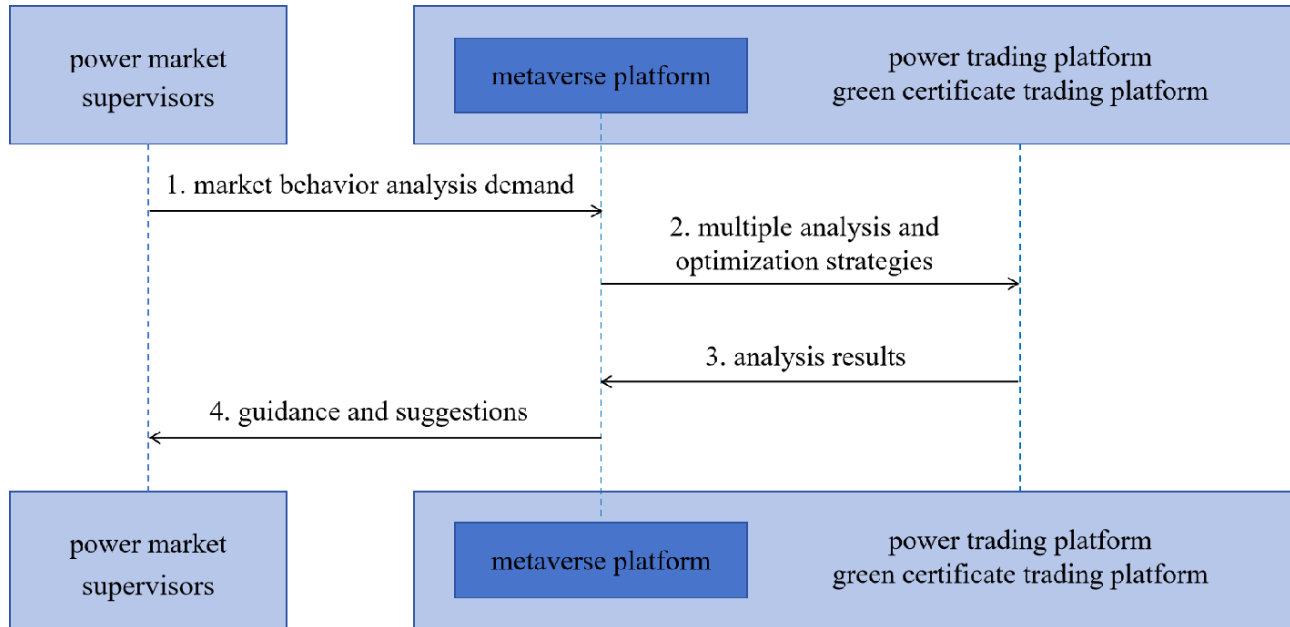 power market
supervisors
metaverse platform
power trading platform
green certificate trading platform
1. market behavior analysis demand
2. multiple analysis and
optimization strategies
3. analysis results
4. guidance and suggestions
power market
supervisors
metaverse platform
power trading platform
green certificate trading platform